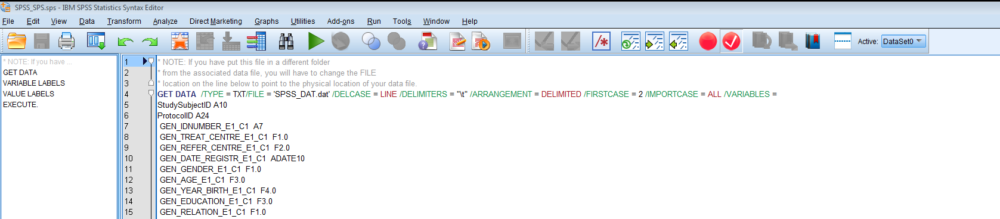 SPSS_SPS.sps - IBM SPSS Statistics Syntax Editor
File Edit View Data Transform Analyze Direct Marketing Graphs Utilities Add-ons Run Tools Window Help
Active: DataSet0
* NOTE: If you have ...
GET DATA
VARIABLE LABELS
VALUE LABELS
EXECUTE.
1 * NOTE: If you have put this file in a different folder
2 * from the associated data file, you will have to change the FILE
3 * location on the line below to point to the physical location of your data file.
4 GET DATA /TYPE = TXT/FILE = 'SPSS_DAT.dat' /DELCASE = LINE /DELIMITERS = "\t" /ARRANGEMENT = DELIMITED /FIRSTCASE = 2 /IMPORTCASE = ALL /VARIABLES =
5 StudySubjectID A10
6 ProtocolID A24
7 GEN_IDNUMBER_E1_C1 A7
8 GEN_TREAT_CENTRE_E1_C1 F1.0
9 GEN_REFER_CENTRE_E1_C1 F2.0
10 GEN_DATE_REGISTR_E1_C1 ADATE10
11 GEN_GENDER_E1_C1 F1.0
12 GEN_AGE_E1_C1 F3.0
13 GEN_YEAR_BIRTH_E1_C1 F4.0
14 GEN_EDUCATION_E1_C1 F3.0
15 GEN_RELATION_E1_C1 F1.0